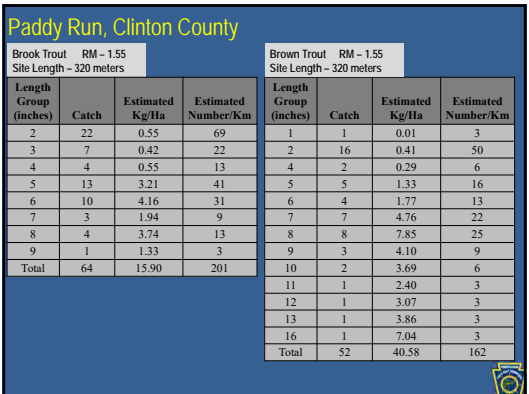 Paddy Run, Clinton County
Brook Trout RM – 1.55
Site Length – 320 meters
Length Group (inches) Catch Estimated Kg/Ha Estimated Number/Km
2 22 0.55 69
3 7 0.42 22
4 4 0.55 13
5 13 3.21 41
6 10 4.16 31
7 3 1.94 9
8 4 3.74 13
9 1 1.33 3
Total 64 15.90 201
Brown Trout RM – 1.55
Site Length – 320 meters
Length Group (inches) Catch Estimated Kg/Ha Estimated Number/Km
1 1 0.01 3
2 16 0.41 50
4 2 0.29 6
5 5 1.33 16
6 4 1.77 13
7 7 4.76 22
8 8 7.85 25
9 3 4.10 9
10 2 3.69 6
11 1 2.40 3
12 1 3.07 3
13 1 3.86 3
16 1 7.04 3
Total 52 40.58 162